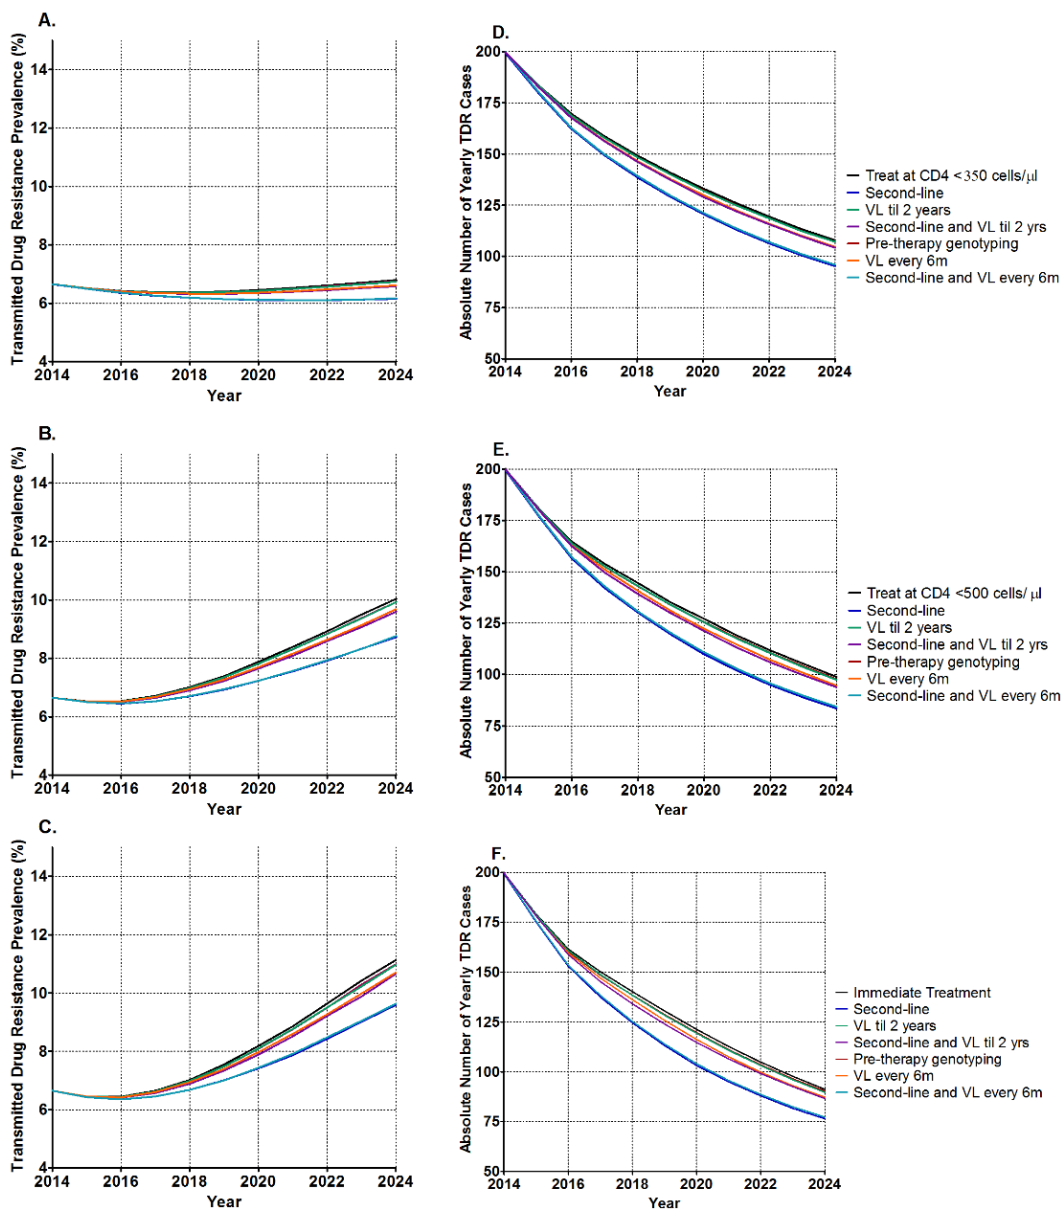 A.
Transmitted Drug Resistance Prevalence (%)
14
12
10
8
6
4
2014 2016 2018 2020 2022 2024
Year
D.
Absolute Number of Yearly TDR Cases
200
175
150
125
100
75
50
2014 2016 2018 2020 2022 2024
Year
Treat at CD4 <350 cells/μl
Second-line
VL til 2 years
Second-line and VL til 2 yrs
Pre-therapy genotyping
VL every 6m
Second-line and VL every 6m
B.
Transmitted Drug Resistance Prevalence (%)
14
12
10
8
6
4
2014 2016 2018 2020 2022 2024
Year
E.
Absolute Number of Yearly TDR Cases
200
175
150
125
100
75
50
2014 2016 2018 2020 2022 2024
Year
Treat at CD4 <500 cells/ μl
Second-line
VL til 2 years
Second-line and VL til 2 yrs
Pre-therapy genotyping
VL every 6m
Second-line and VL every 6m
C.
Transmitted Drug Resistance Prevalence (%)
14
12
10
8
6
4
2014 2016 2018 2020 2022 2024
Year
F.
Absolute Number of Yearly TDR Cases
200
175
150
125
100
75
50
2014 2016 2018 2020 2022 2024
Year
Immediate Treatment
Second-line
VL til 2 years
Second-line and VL til 2 yrs
Pre-therapy genotyping
VL every 6m
Second-line and VL every 6m